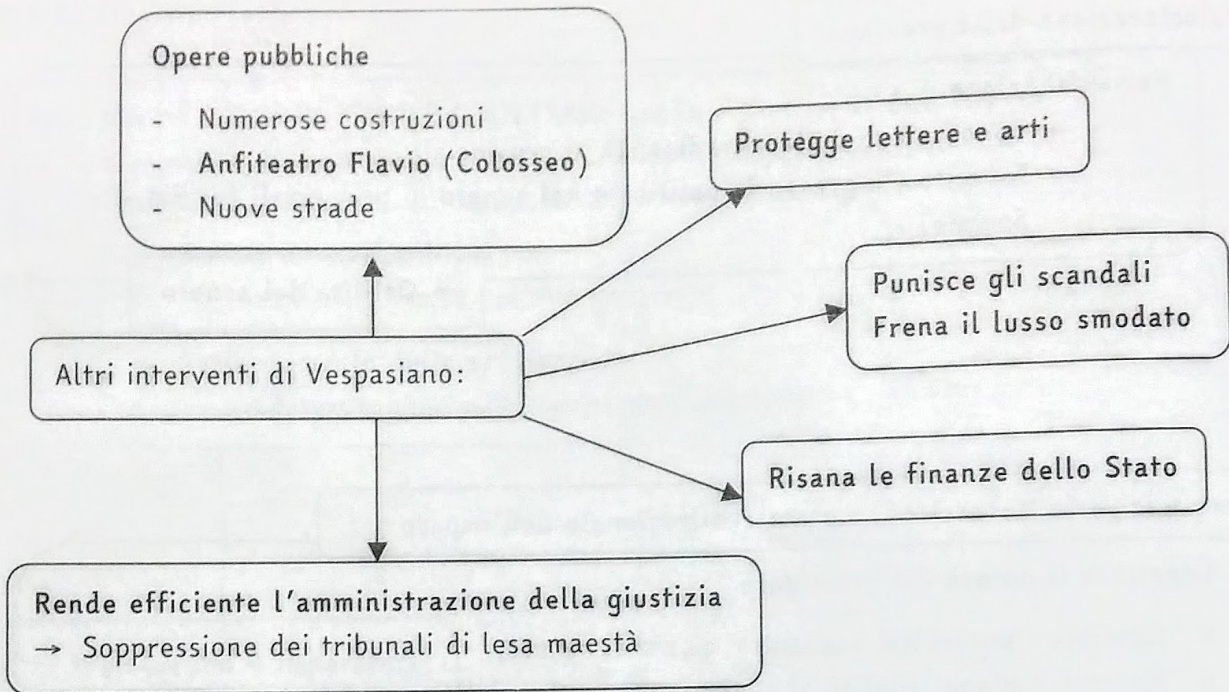 Opere pubbliche
- Numerose costruzioni
- Anfiteatro Flavio (Colosseo)
- Nuove strade
Protegge lettere e arti
Punisce gli scandali
Frena il lusso smodato
Altri interventi di Vespasiano:
Risana le finanze dello Stato
Rende efficiente l'amministrazione della giustizia
→ Soppressione dei tribunali di lesa maestà